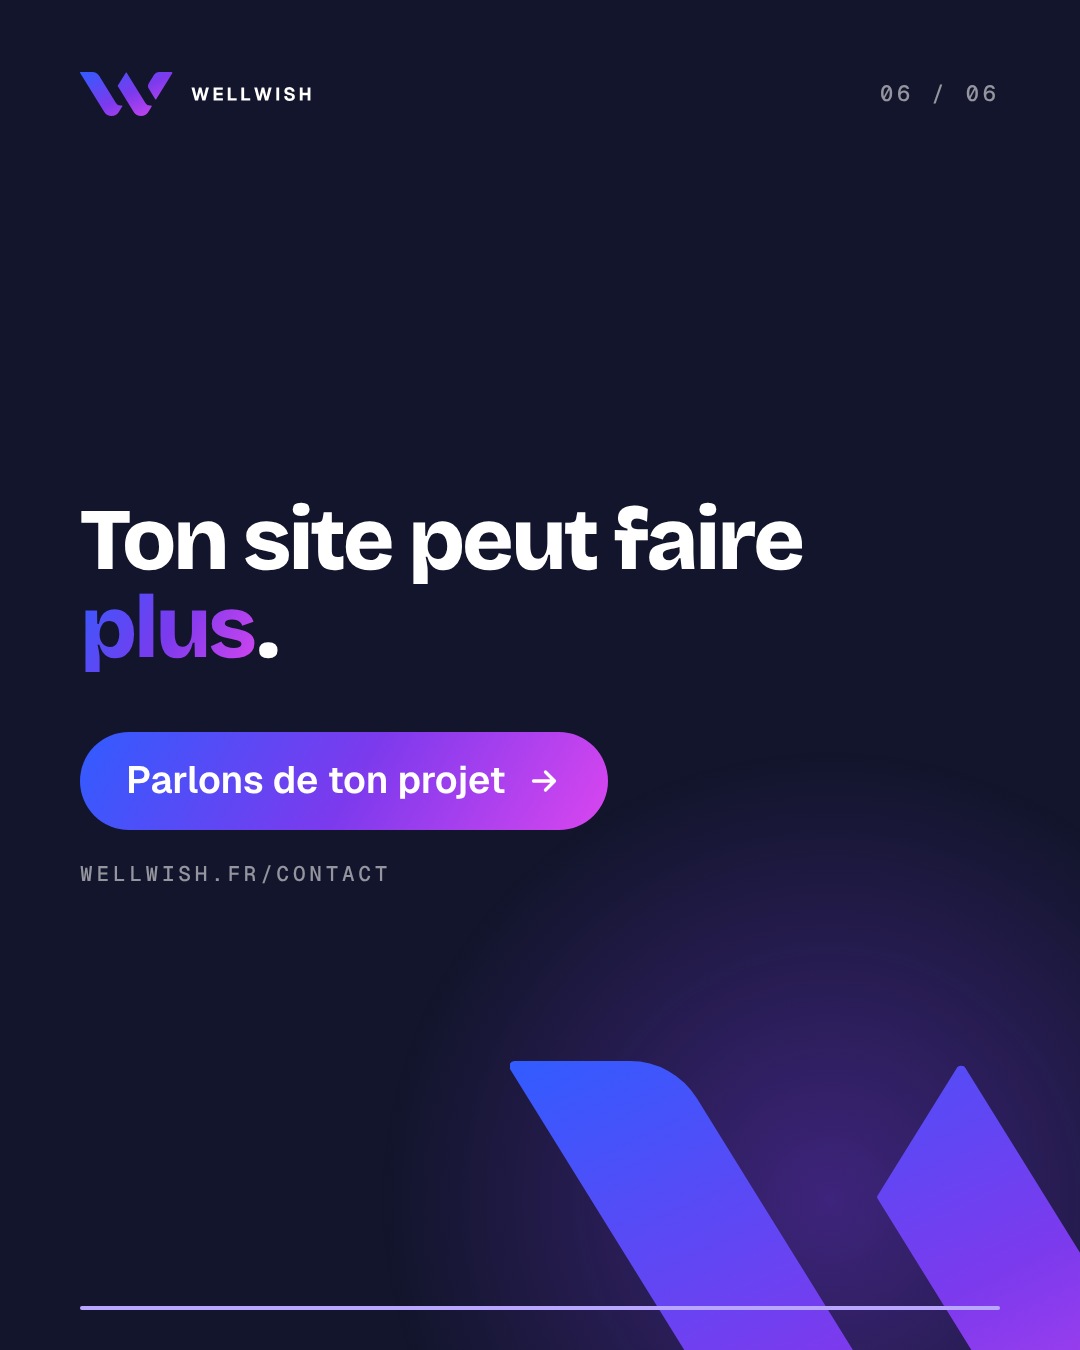 WELLWISH
06 / 06
Ton site peut faire
plus.
Parlons de ton projet →
WELLWISH.FR/CONTACT